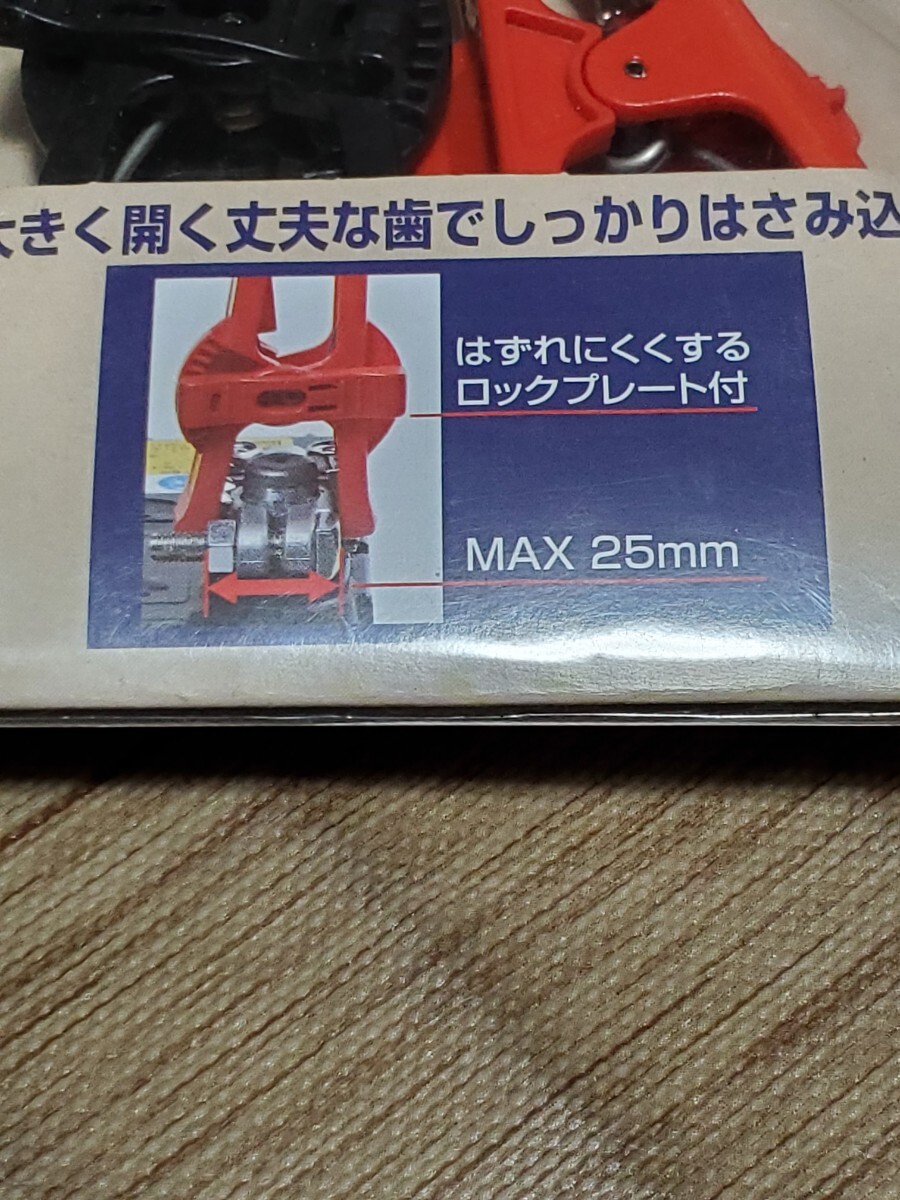 大きく開く丈夫な歯でしっかりはさみ込
はずれにくくする
ロックプレート付
MAX 25mm